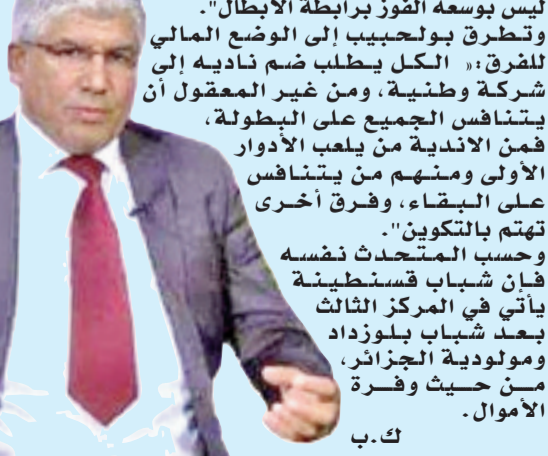 ليس بوسعه الفوز برابطة الأبطال".
وتطرق بولحبيب إلى الوضع المالي
للفرق:« الكل يطلب ضم ناديه إلى
شركة وطنية، ومن غير المعقول أن
يتنافس الجميع على البطولة،
فمن الاندية من يلعب الأدوار
الأولى ومنهم من يتنافس
على البقاء، وفرق أخرى
تهتم بالتكوين".
وحسب المتحدث نفسه
فإن شباب قسنطينة
يأتي في المركز الثالث
بعد شباب بلوزداد
ومولودية الجزائر،
من حيث وفرة
الأموال.
ك.ب